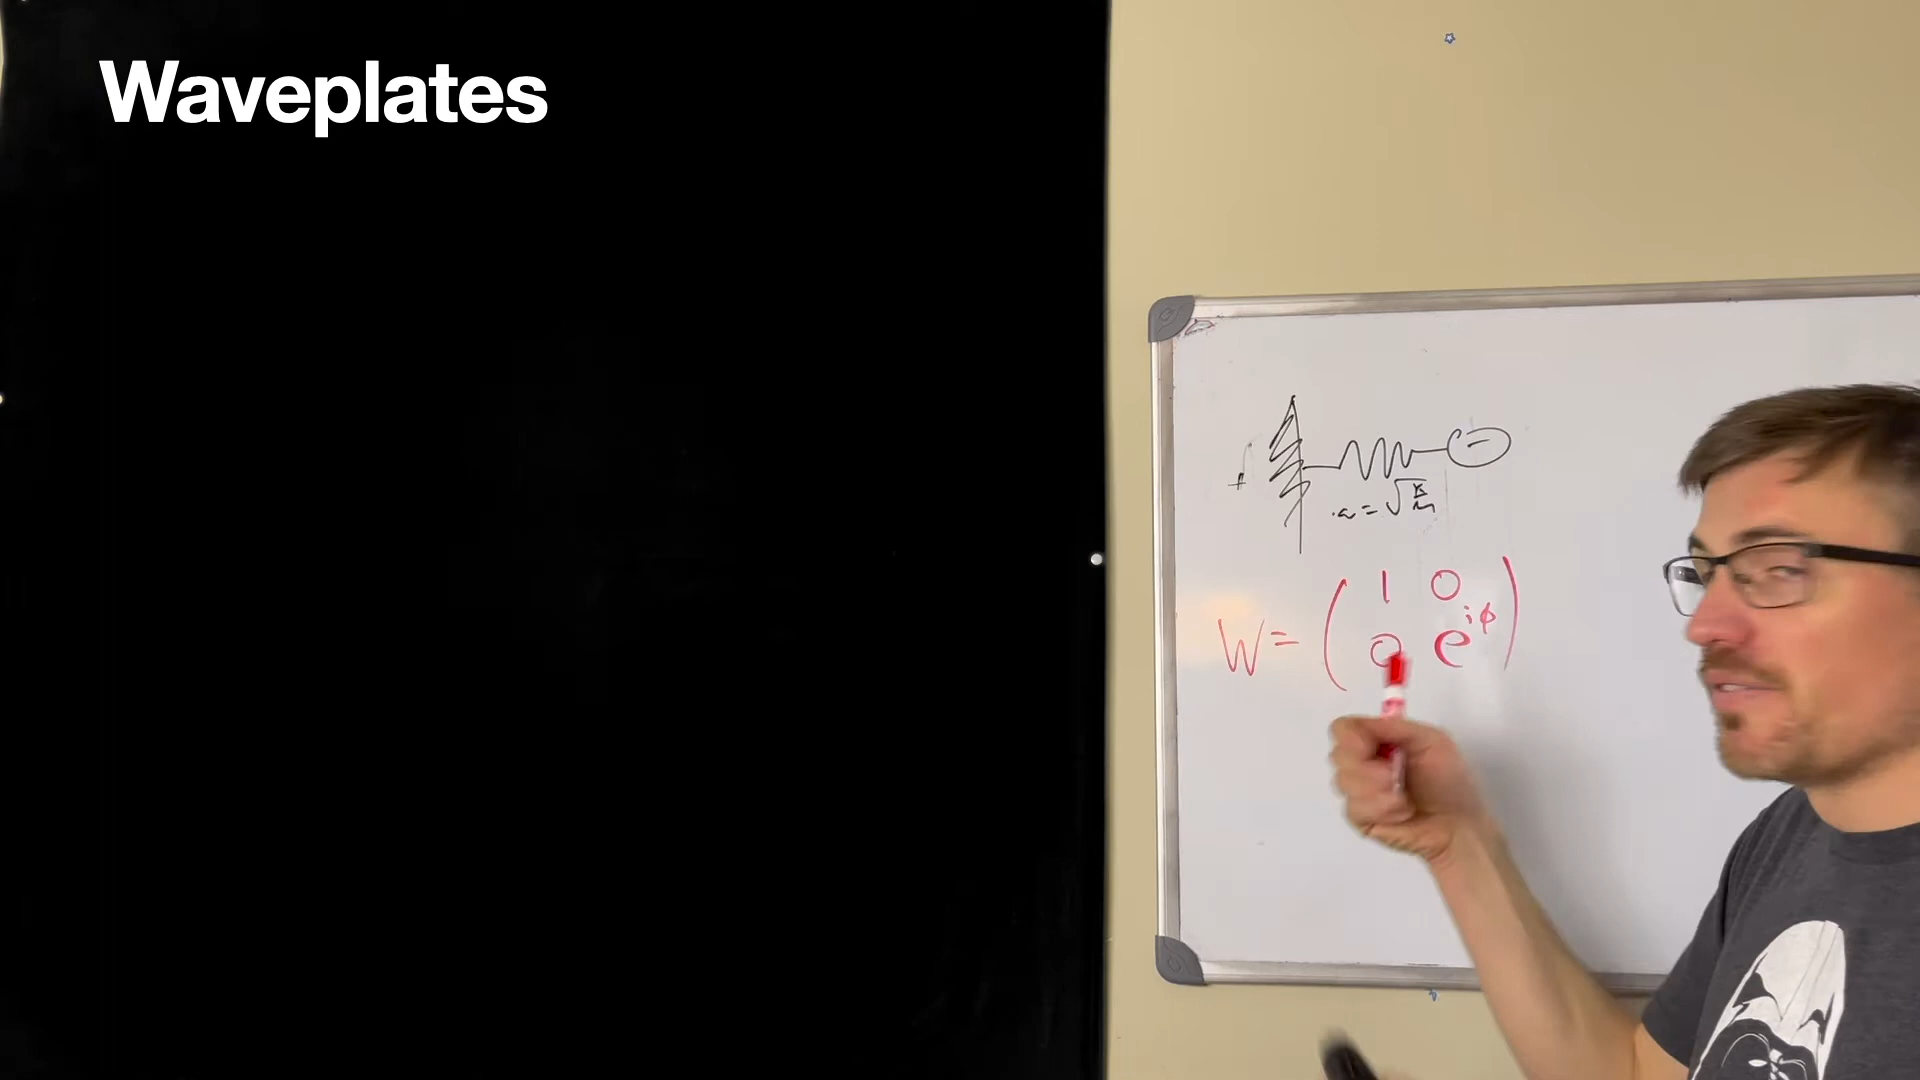 Waveplates
+
-
ω = √k/m
W = ( 1 0
0 e^iφ )